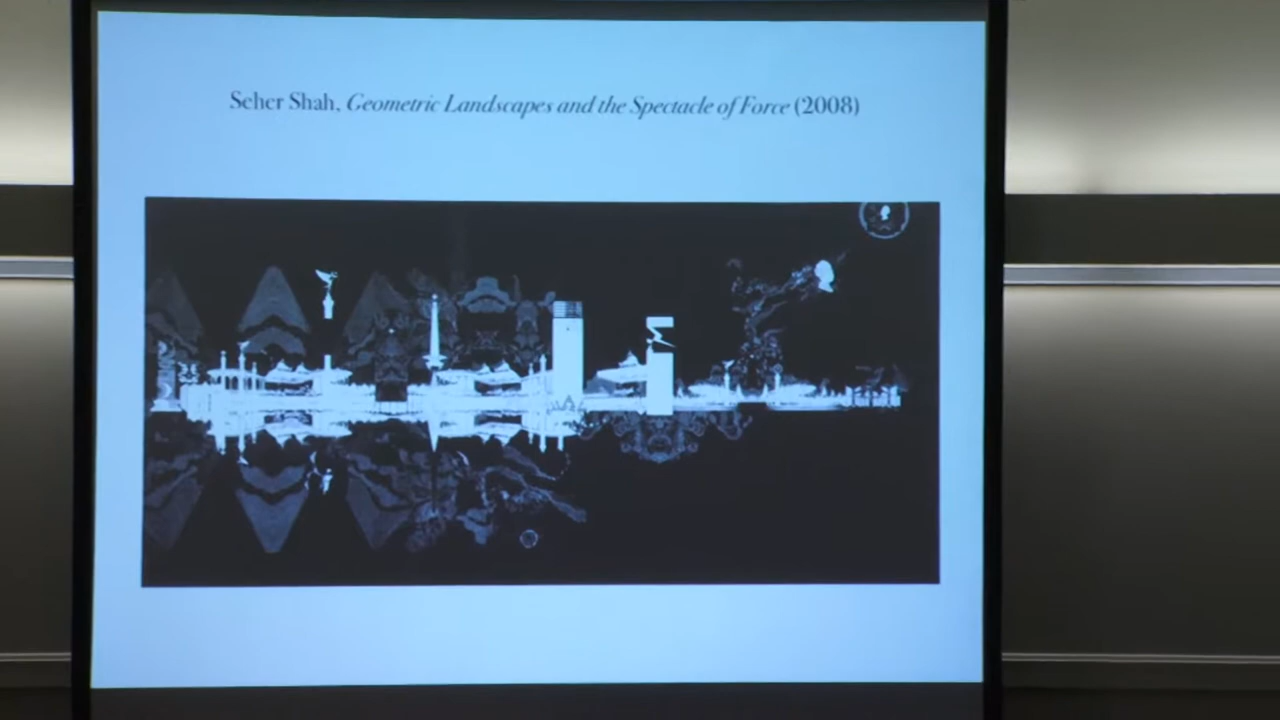 Seher Shah, Geometric Landscapes and the Spectacle of Force (2008)